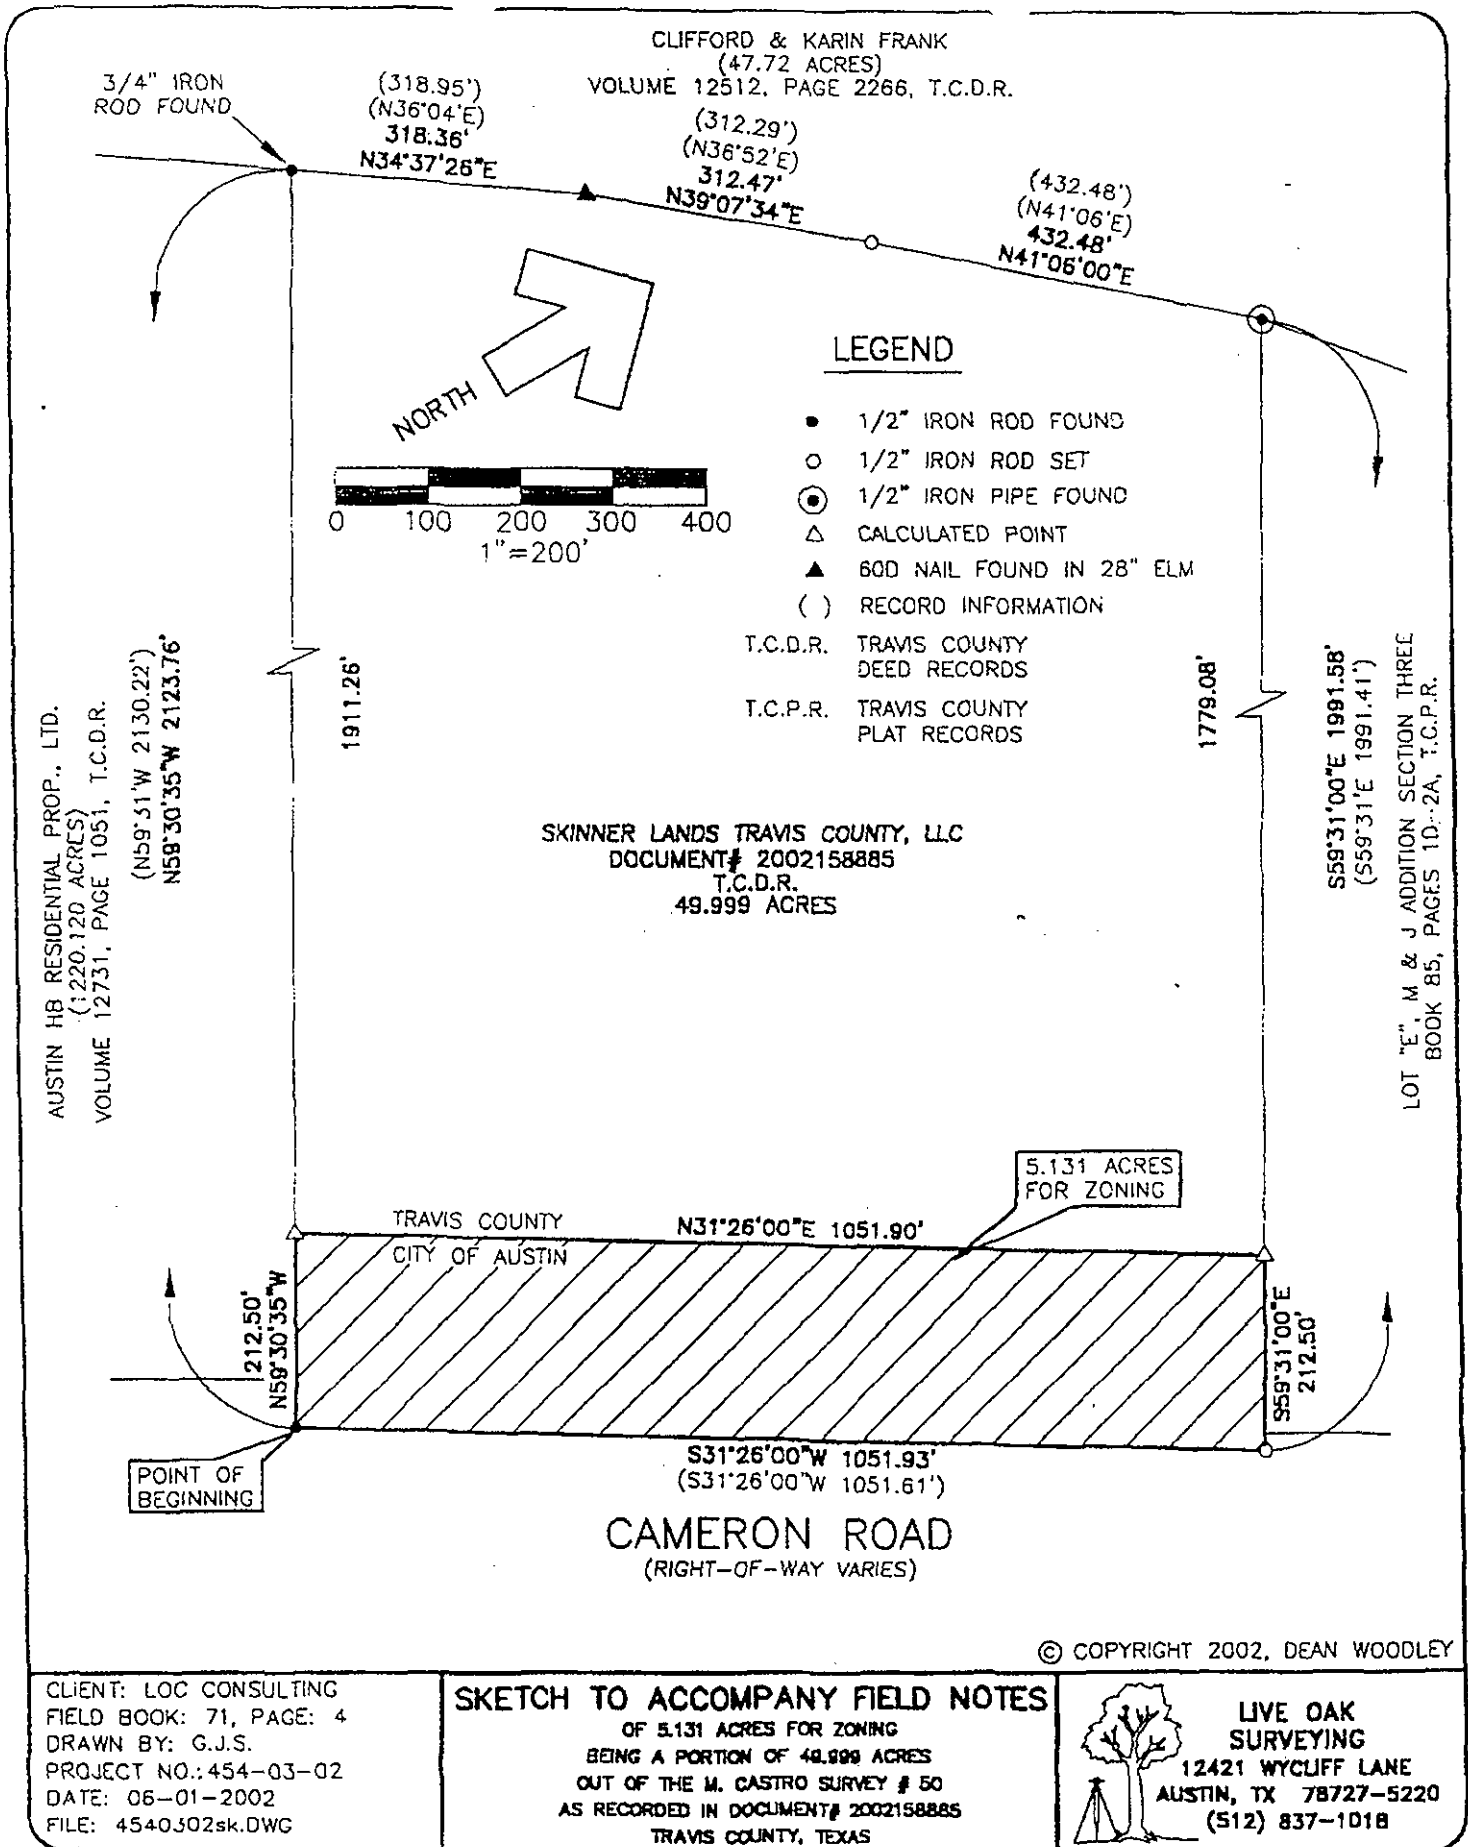 CLIFFORD & KARIN FRANK
(47.72 ACRES)
VOLUME 12512, PAGE 2266, T.C.D.R.
3/4" IRON
ROD FOUND
(318.95')
(N36°04'E)
318.36'
N34°37'26"E
(312.29')
(N36°52'E)
312.47'
N39°07'34"E
(432.48')
(N41°06'E)
432.48'
N41°06'00"E
NORTH
0 100 200 300 400
1"=200'
LEGEND
1/2" IRON ROD FOUND
1/2" IRON ROD SET
1/2" IRON PIPE FOUND
CALCULATED POINT
60D NAIL FOUND IN 28" ELM
( ) RECORD INFORMATION
T.C.D.R. TRAVIS COUNTY
DEED RECORDS
T.C.P.R. TRAVIS COUNTY
PLAT RECORDS
AUSTIN HB RESIDENTIAL PROP., LTD.
(1220.120 ACRES)
VOLUME 12731, PAGE 1051, T.C.D.R.
(N59°31'W 2130.22')
N59°30'35"W 2123.76'
1911.26'
1779.08'
S59°31'00"E 1991.58'
(S59°31'E 1991.41')
LOT "E", M & J ADDITION SECTION THREE
BOOK 85, PAGES 1D-2A, T.C.P.R.
SKINNER LANDS TRAVIS COUNTY, LLC
DOCUMENT# 2002158885
T.C.D.R.
49.999 ACRES
5.131 ACRES
FOR ZONING
TRAVIS COUNTY
CITY OF AUSTIN
N31°26'00"E 1051.90'
212.50'
N59°30'35"W
S59°31'00"E
212.50'
S31°26'00"W 1051.93'
(S31°26'00"W 1051.61')
POINT OF
BEGINNING
CAMERON ROAD
(RIGHT-OF-WAY VARIES)
© COPYRIGHT 2002, DEAN WOODLEY
CLIENT: LOC CONSULTING
FIELD BOOK: 71, PAGE: 4
DRAWN BY: G.J.S.
PROJECT NO.: 454-03-02
DATE: 06-01-2002
FILE: 4540302sk.DWG
SKETCH TO ACCOMPANY FIELD NOTES
OF 5.131 ACRES FOR ZONING
BEING A PORTION OF 49.999 ACRES
OUT OF THE M. CASTRO SURVEY # 50
AS RECORDED IN DOCUMENT# 2002158885
TRAVIS COUNTY, TEXAS
LIVE OAK
SURVEYING
12421 WYCLIFF LANE
AUSTIN, TX 78727-5220
(512) 837-1018